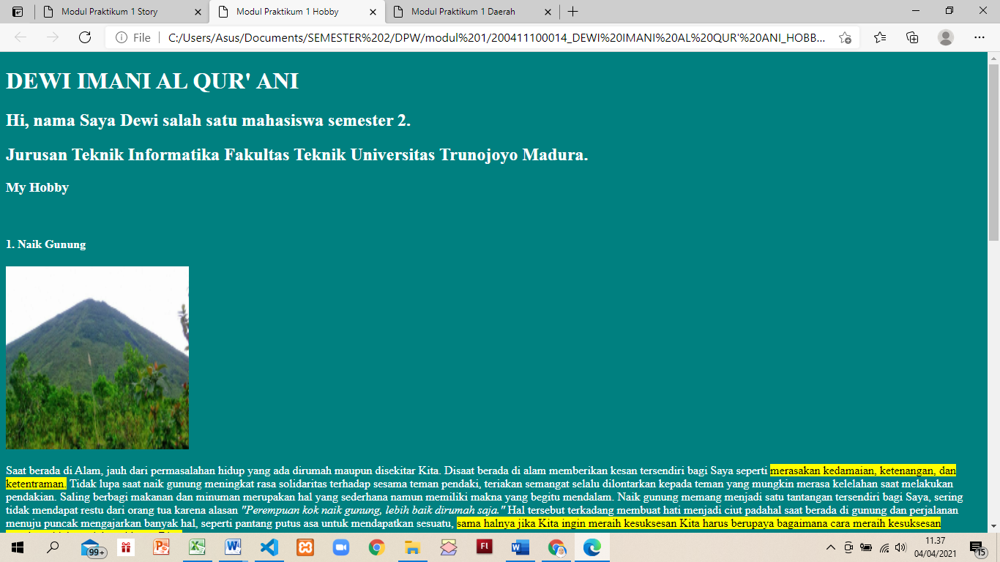 Modul Praktikum 1 Story
Modul Praktikum 1 Hobby
Modul Praktikum 1 Daerah
File
C:/Users/Asus/Documents/SEMESTER%202/DPW/modul%201/200411100014_DEWI%20IMANI%20AL%20QUR'%20ANI_HOBB...
DEWI IMANI AL QUR' ANI
Hi, nama Saya Dewi salah satu mahasiswa semester 2.
Jurusan Teknik Informatika Fakultas Teknik Universitas Trunojoyo Madura.
My Hobby
1. Naik Gunung
Saat berada di Alam, jauh dari permasalahan hidup yang ada dirumah maupun disekitar Kita. Disaat berada di alam memberikan kesan tersendiri bagi Saya seperti merasakan kedamaian, ketenangan, dan
ketentraman. Tidak lupa saat naik gunung meningkat rasa solidaritas terhadap sesama teman pendaki, teriakan semangat selalu dilontarkan kepada teman yang mungkin merasa kelelahan saat melakukan
pendakian. Saling berbagi makanan dan minuman merupakan hal yang sederhana namun memiliki makna yang begitu mendalam. Naik gunung memang menjadi satu tantangan tersendiri bagi Saya, sering
tidak mendapat restu dari orang tua karena alasan "Perempuan kok naik gunung, lebih baik dirumah saja." Hal tersebut terkadang membuat hati menjadi ciut padahal saat berada di gunung dan perjalanan
menuju puncak mengajarkan banyak hal, seperti pantang putus asa untuk mendapatkan sesuatu, sama halnya jika Kita ingin meraih kesuksesan Kita harus berupaya bagaimana cara meraih kesuksesan
99+
Fl
11.37
04/04/2021
15